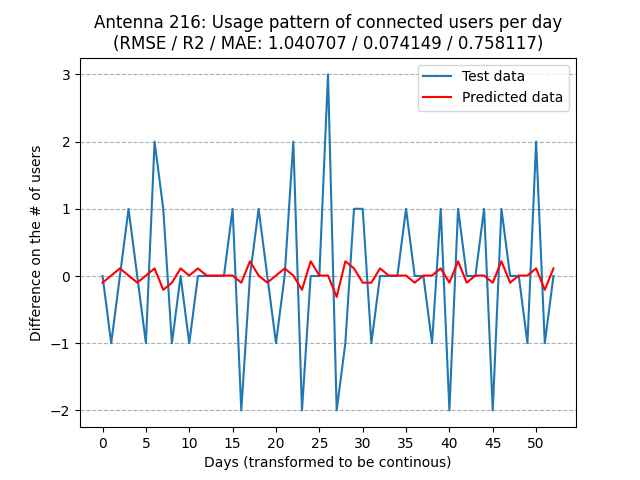 Antenna 216: Usage pattern of connected users per day
(RMSE / R2 / MAE: 1.040707 / 0.074149 / 0.758117)
Test data
Predicted data
Difference on the # of users
3
2
1
0
−1
−2
0 5 10 15 20 25 30 35 40 45 50
Days (transformed to be continous)